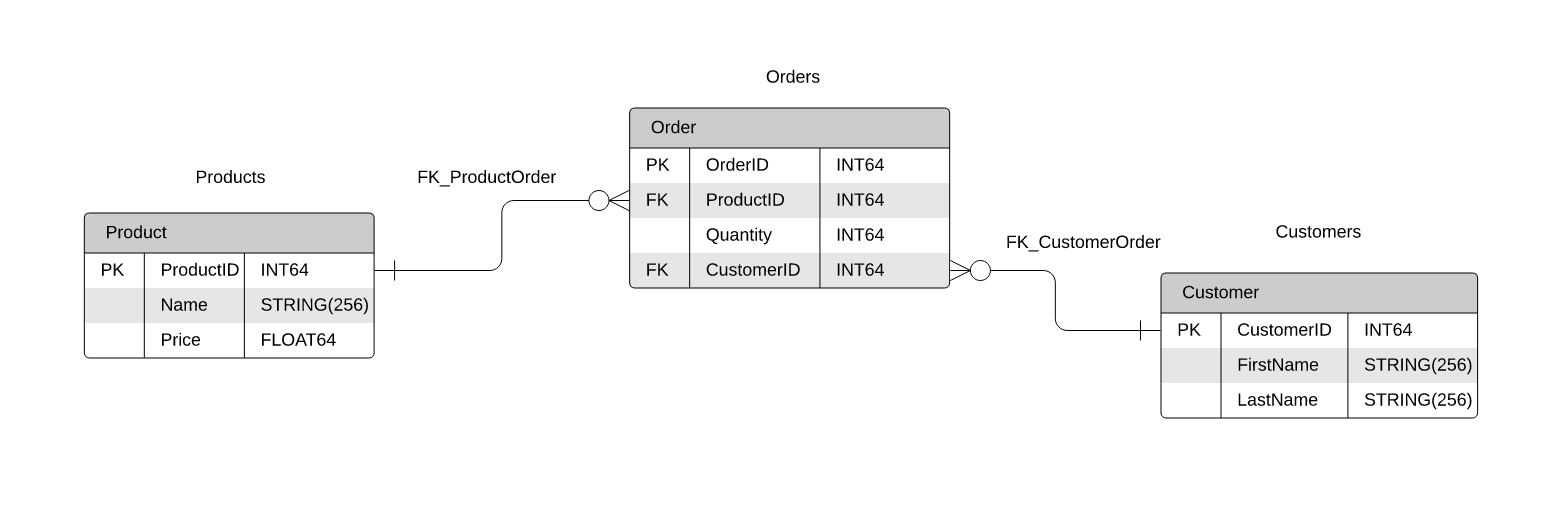 Orders
Order
PK OrderID INT64
FK ProductID INT64
Quantity INT64
FK CustomerID INT64
Products
FK_ProductOrder
Product
PK ProductID INT64
Name STRING(256)
Price FLOAT64
FK_CustomerOrder
Customers
Customer
PK CustomerID INT64
FirstName STRING(256)
LastName STRING(256)